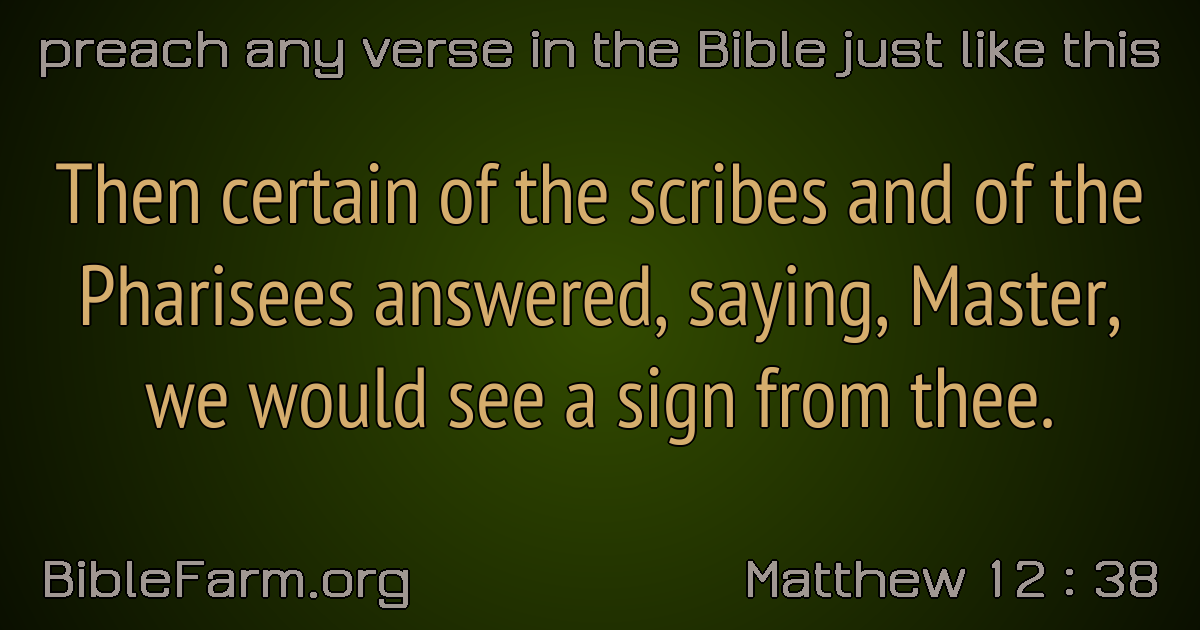 preach any verse in the Bible just like this
Then certain of the scribes and of the
Pharisees answered, saying, Master,
we would see a sign from thee.
BibleFarm.org
Matthew 12 : 38